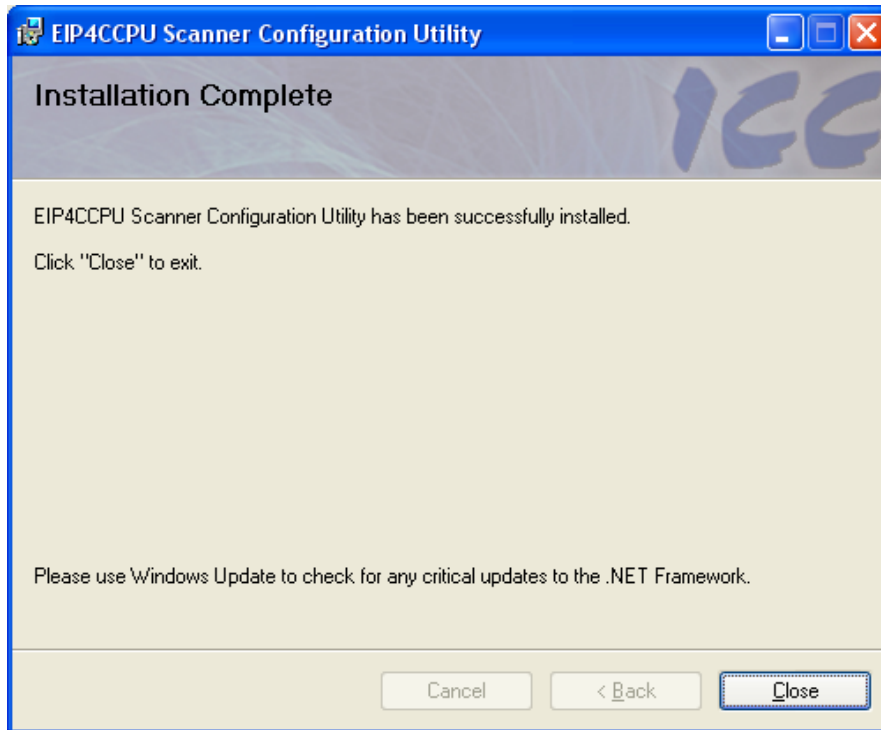 EIP4CCPU Scanner Configuration Utility
Installation Complete
ICC
EIP4CCPU Scanner Configuration Utility has been successfully installed.
Click "Close" to exit.
Please use Windows Update to check for any critical updates to the .NET Framework.
Cancel
< Back
Close